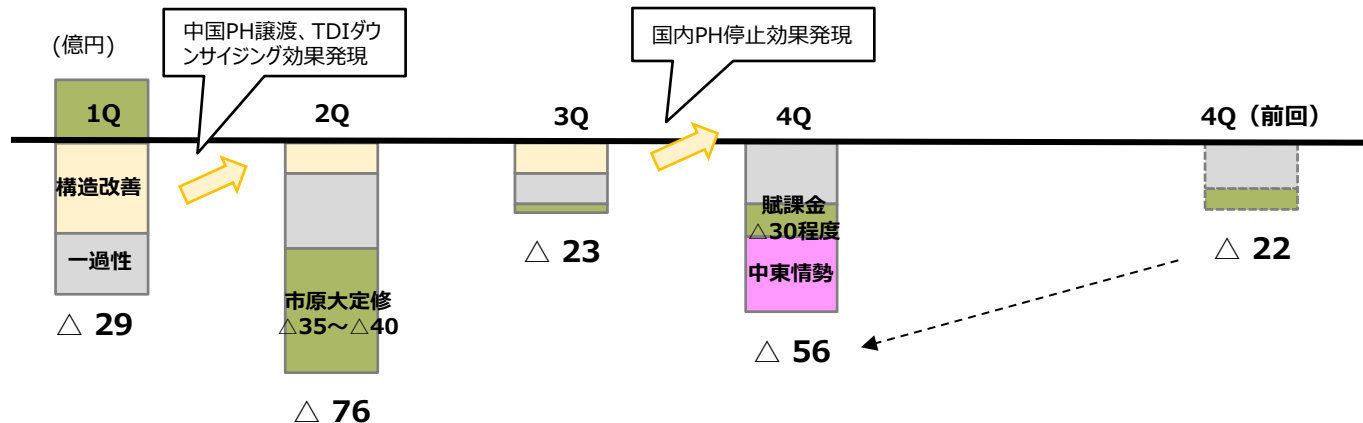 (億円)
中国PH譲渡、TDIダウ
ンサイジング効果発現
国内PH停止効果発現
1Q
2Q
3Q
4Q
4Q（前回）
構造改善
一過性
市原大定修
△35～△40
賦課金
△30程度
中東情勢
△ 29
△ 76
△ 23
△ 56
△ 22